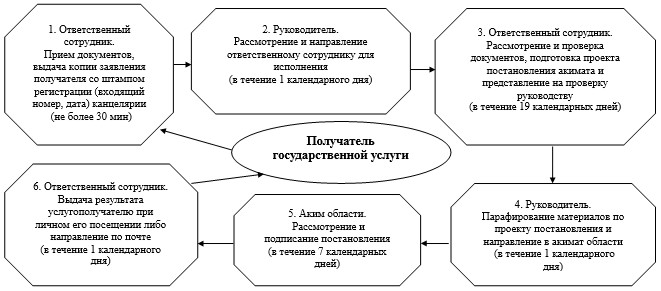 1. Ответственный
сотрудник.
Прием документов,
выдача копии заявления
получателя со штампом
регистрации (входящий
номер, дата) канцелярии
(не более 30 мин)
2. Руководитель.
Рассмотрение и направление
ответственному сотруднику для
исполнения
(в течение 1 календарного дня)
3. Ответственный сотрудник.
Рассмотрение и проверка
документов, подготовка проекта
постановления акимата и
представление на проверку
руководству
(в течение 19 календарных дней)
Получатель
государственной услуги
6. Ответственный сотрудник.
Выдача результата
услугополучателю при
личном его посещении либо
направление по почте
(в течение 1 календарного
дня)
5. Аким области.
Рассмотрение и
подписание постановления
(в течение 7 календарных
дней)
4. Руководитель.
Парафирование материалов по
проекту постановления и
направление в акимат области
(в течение 1 календарного
дня)